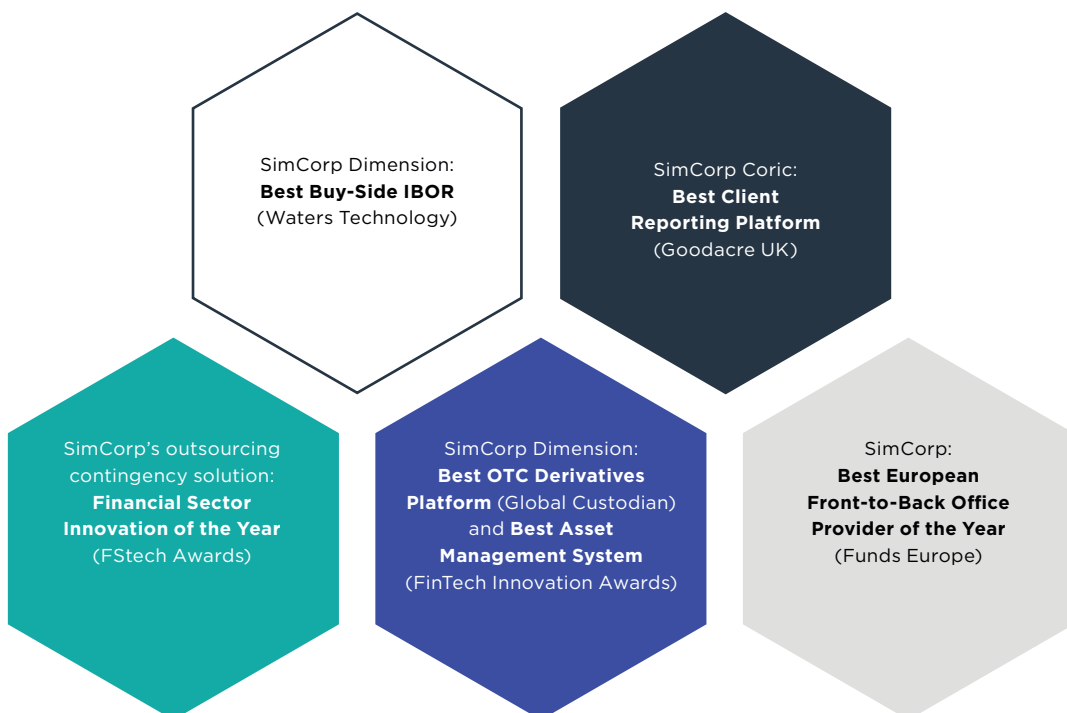 SimCorp Dimension:
Best Buy-Side IBOR
(Waters Technology)
SimCorp Coric:
Best Client
Reporting Platform
(Goodacre UK)
SimCorp’s outsourcing
contingency solution:
Financial Sector
Innovation of the Year
(FStech Awards)
SimCorp Dimension:
Best OTC Derivatives
Platform (Global Custodian)
and Best Asset
Management System
(FinTech Innovation Awards)
SimCorp:
Best European
Front-to-Back Office
Provider of the Year
(Funds Europe)